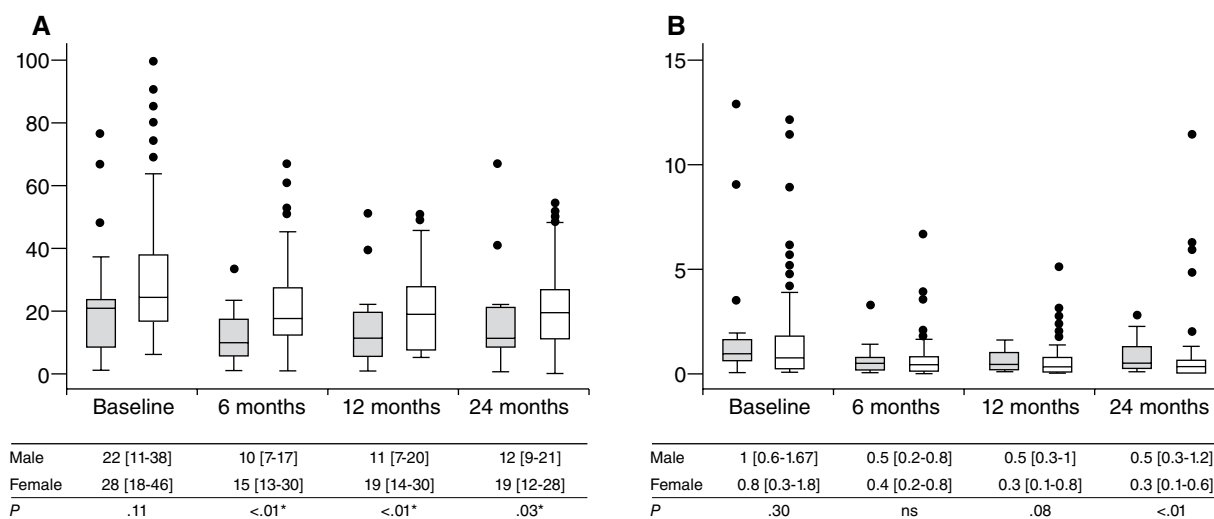 A
100
80
60
40
20
0
Baseline 6 months 12 months 24 months
Male 22 [11-38] 10 [7-17] 11 [7-20] 12 [9-21]
Female 28 [18-46] 15 [13-30] 19 [14-30] 19 [12-28]
P .11 <.01* <.01* .03*
B
15
10
5
0
Baseline 6 months 12 months 24 months
Male 1 [0.6-1.67] 0.5 [0.2-0.8] 0.5 [0.3-1] 0.5 [0.3-1.2]
Female 0.8 [0.3-1.8] 0.4 [0.2-0.8] 0.3 [0.1-0.8] 0.3 [0.1-0.6]
P .30 ns .08 <.01